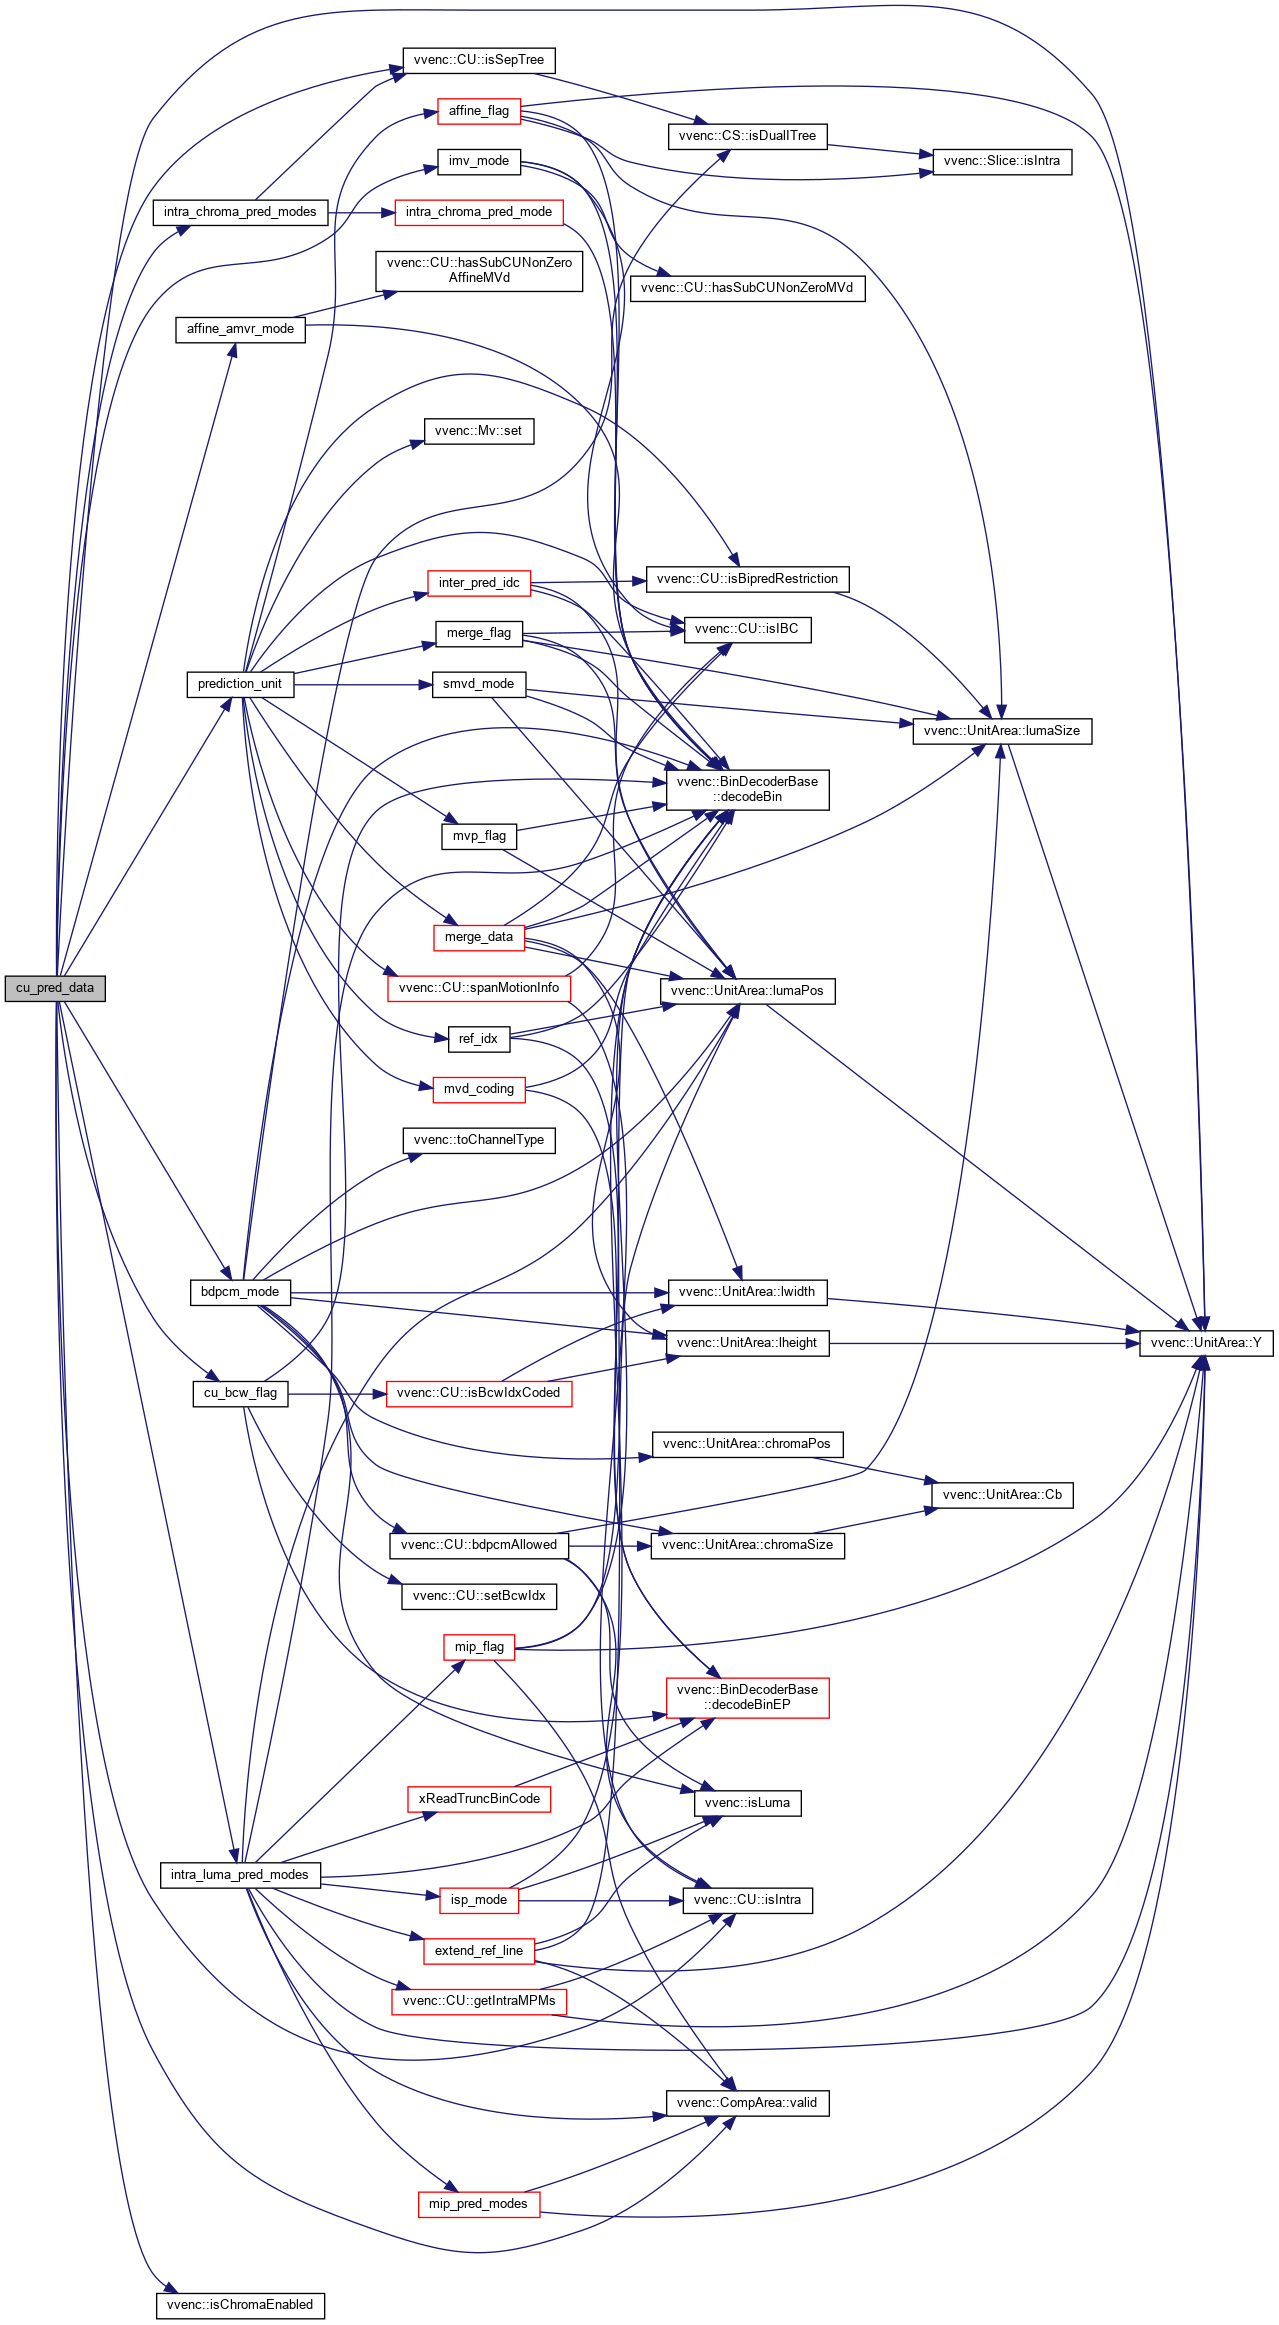 vvenc::CU::isSepTree
affine_flag
vvenc::CS::isDualITree
imv_mode
vvenc::Slice::isIntra
intra_chroma_pred_modes
intra_chroma_pred_mode
vvenc::CU::hasSubCUNonZero
AffineMVd
vvenc::CU::hasSubCUNonZeroMVd
affine_amvr_mode
vvenc::Mv::set
inter_pred_idc
vvenc::CU::isBipredRestriction
merge_flag
vvenc::CU::isIBC
prediction_unit
smvd_mode
vvenc::UnitArea::lumaSize
vvenc::BinDecoderBase
::decodeBin
mvp_flag
merge_data
cu_pred_data
vvenc::CU::spanMotionInfo
vvenc::UnitArea::lumaPos
ref_idx
mvd_coding
vvenc::toChannelType
bdpcm_mode
vvenc::UnitArea::lwidth
vvenc::UnitArea::lheight
vvenc::UnitArea::Y
cu_bcw_flag
vvenc::CU::isBcwIdxCoded
vvenc::UnitArea::chromaPos
vvenc::UnitArea::Cb
vvenc::CU::bdpcmAllowed
vvenc::UnitArea::chromaSize
vvenc::CU::setBcwIdx
mip_flag
vvenc::BinDecoderBase
::decodeBinEP
xReadTruncBinCode
vvenc::isLuma
intra_luma_pred_modes
isp_mode
vvenc::CU::isIntra
extend_ref_line
vvenc::CU::getIntraMPMs
vvenc::CompArea::valid
mip_pred_modes
vvenc::isChromaEnabled